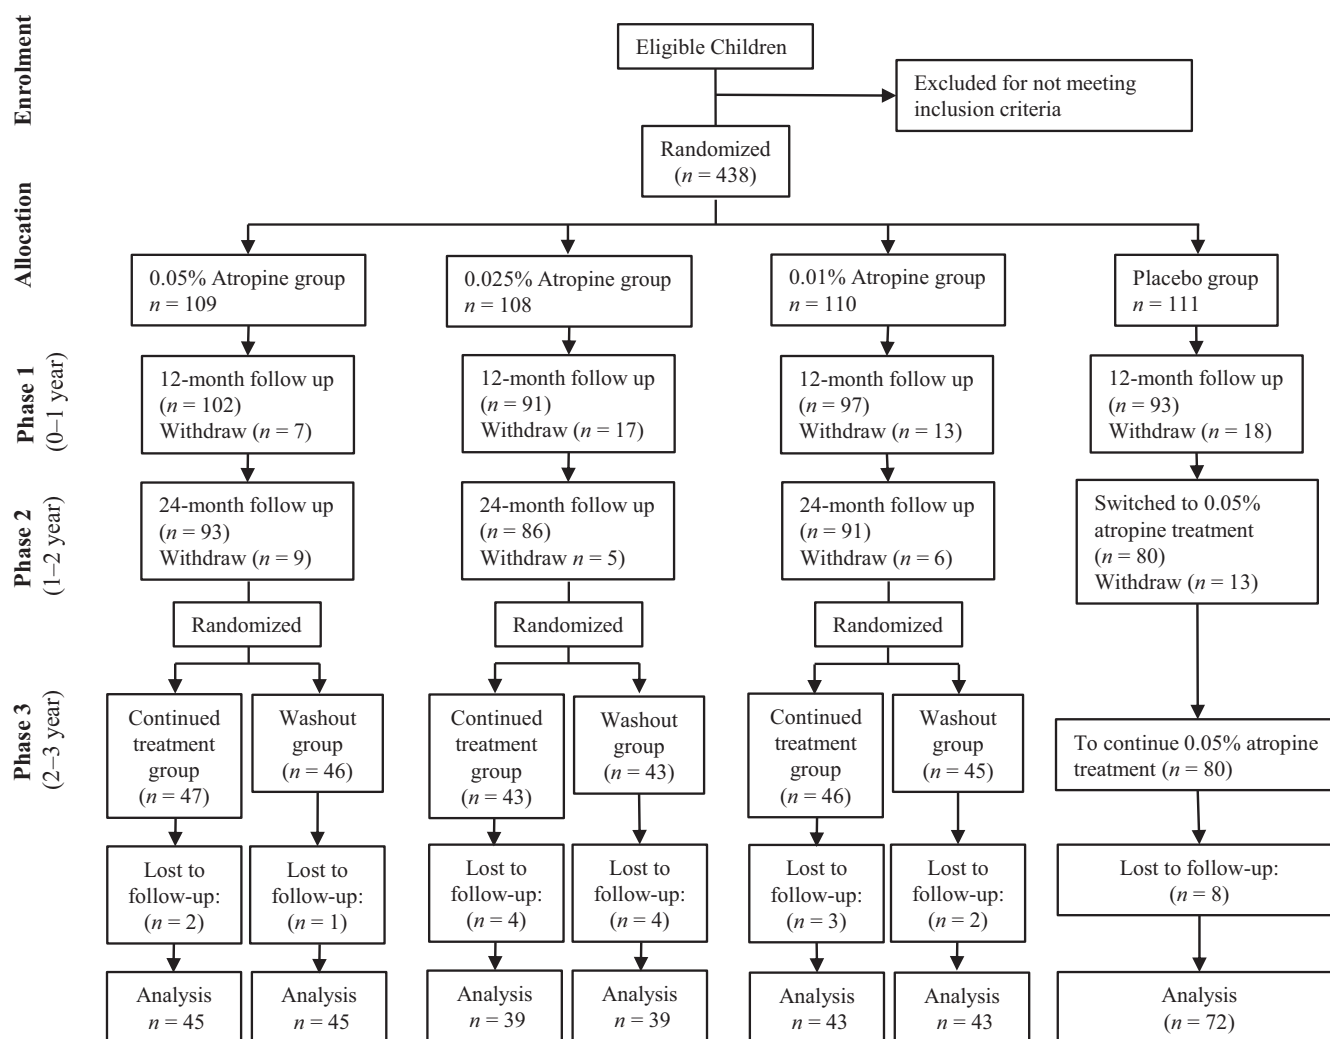 Enrolment
Eligible Children
Excluded for not meeting
inclusion criteria
Randomized
(n = 438)
Allocation
0.05% Atropine group
n = 109
0.025% Atropine group
n = 108
0.01% Atropine group
n = 110
Placebo group
n = 111
Phase 1
(0–1 year)
12-month follow up
(n = 102)
Withdraw (n = 7)
12-month follow up
(n = 91)
Withdraw (n = 17)
12-month follow up
(n = 97)
Withdraw (n = 13)
12-month follow up
(n = 93)
Withdraw (n = 18)
Phase 2
(1–2 year)
24-month follow up
(n = 93)
Withdraw (n = 9)
24-month follow up
(n = 86)
Withdraw n = 5)
24-month follow up
(n = 91)
Withdraw (n = 6)
Switched to 0.05%
atropine treatment
(n = 80)
Withdraw (n = 13)
Randomized
Randomized
Randomized
Phase 3
(2–3 year)
Continued
treatment
group
(n = 47)
Washout
group
(n = 46)
Continued
treatment
group
(n = 43)
Washout
group
(n = 43)
Continued
treatment
group
(n = 46)
Washout
group
(n = 45)
To continue 0.05% atropine
treatment (n = 80)
Lost to
follow-up:
(n = 2)
Lost to
follow-up:
(n = 1)
Lost to
follow-up:
(n = 4)
Lost to
follow-up:
(n = 4)
Lost to
follow-up:
(n = 3)
Lost to
follow-up:
(n = 2)
Lost to follow-up:
(n = 8)
Analysis
n = 45
Analysis
n = 45
Analysis
n = 39
Analysis
n = 39
Analysis
n = 43
Analysis
n = 43
Analysis
(n = 72)